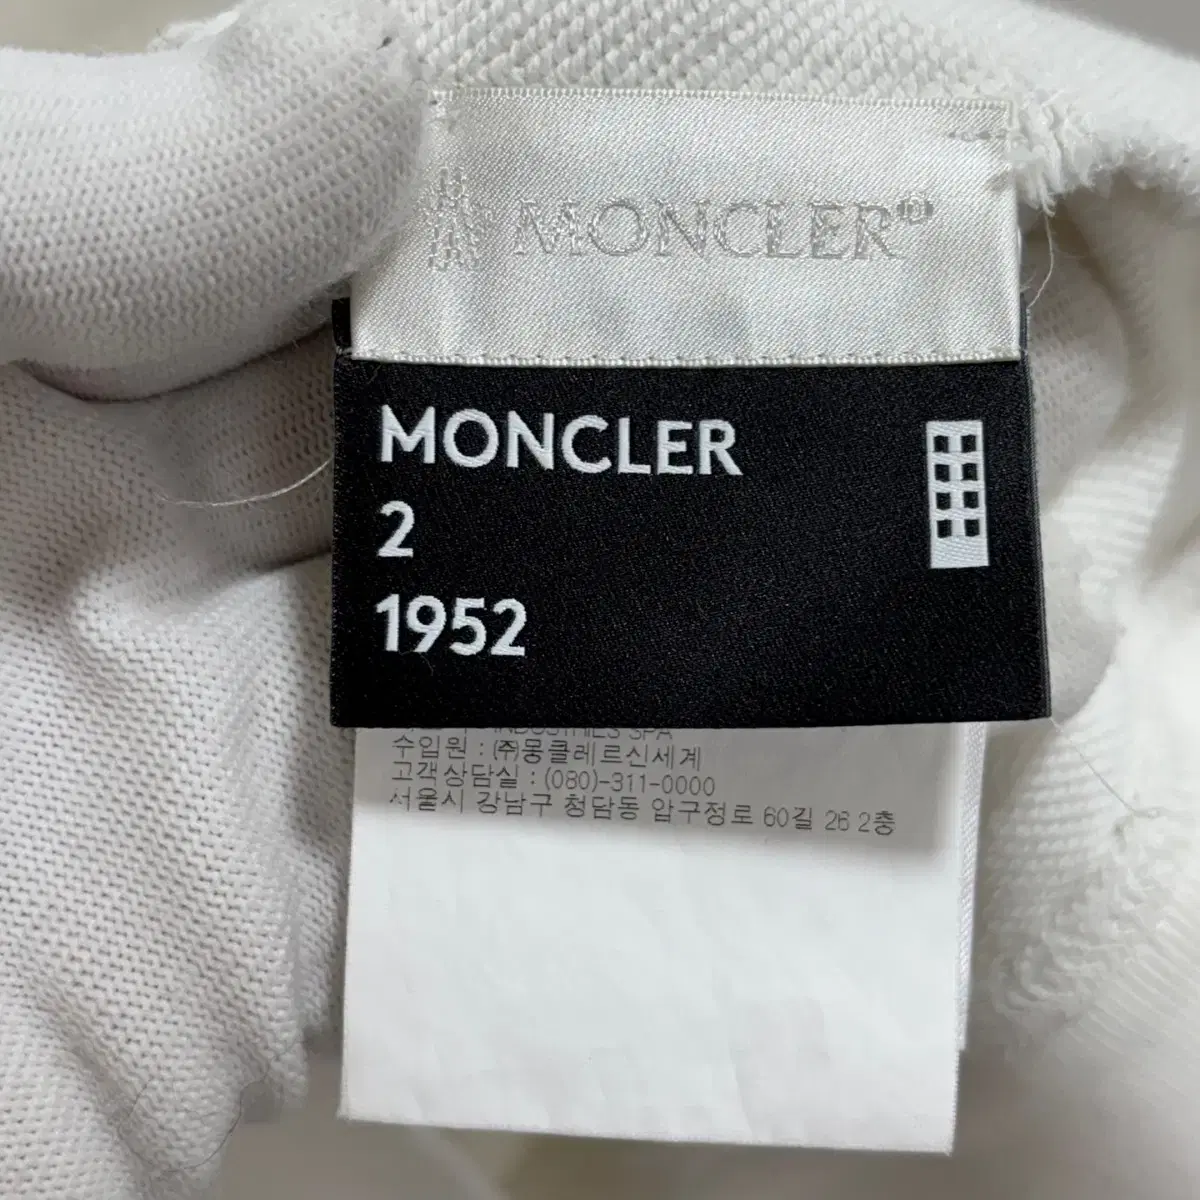 MONCLER®
MONCLER
2
1952
INDUSTRIES SPA
수입원 : (주)몽클레르신세계
고객상담실 : (080)-311-0000
서울시 강남구 청담동 압구정로 60길 26 2층